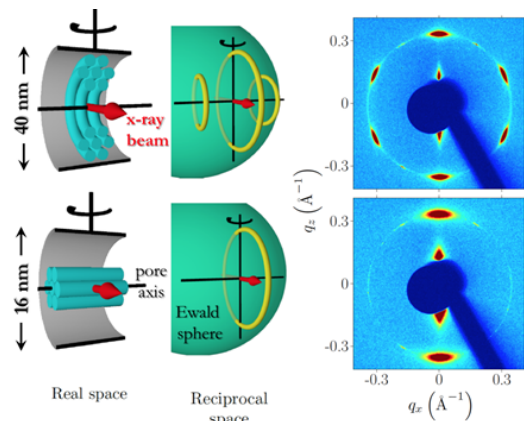 40 nm
x-ray
beam
16 nm
pore
axis
Ewald
sphere
Real space
Reciprocal
space
0.3
0
-0.3
0.3
0
-0.3
q_z (Å⁻¹)
-0.3 0 0.3
q_x (Å⁻¹)